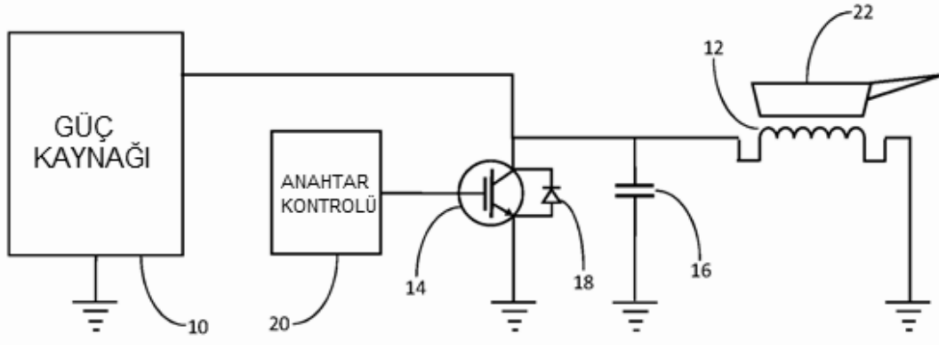 22
12
GÜÇ
KAYNAĞI
ANAHTAR
KONTROLÜ
14
18
16
10
20